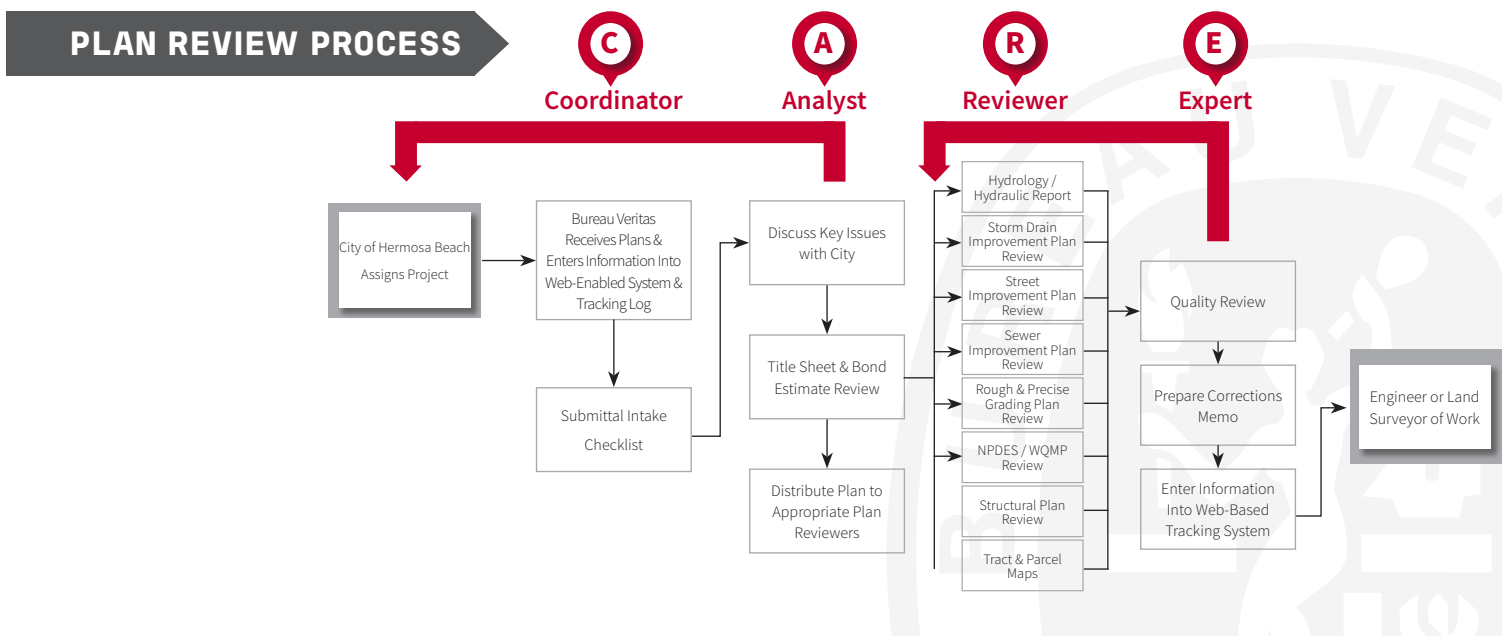 PLAN REVIEW PROCESS
C
Coordinator
A
Analyst
R
Reviewer
E
Expert
City of Hermosa Beach
Assigns Project
Bureau Veritas
Receives Plans &
Enters Information Into
Web-Enabled System &
Tracking Log
Submittal Intake
Checklist
Discuss Key Issues
with City
Title Sheet & Bond
Estimate Review
Distribute Plan to
Appropriate Plan
Reviewers
Hydrology /
Hydraulic Report
Storm Drain
Improvement Plan
Review
Street
Improvement Plan
Review
Sewer
Improvement Plan
Review
Rough & Precise
Grading Plan
Review
NPDES / WQMP
Review
Structural Plan
Review
Tract & Parcel
Maps
Quality Review
Prepare Corrections
Memo
Enter Information
Into Web-Based
Tracking System
Engineer or Land
Surveyor of Work